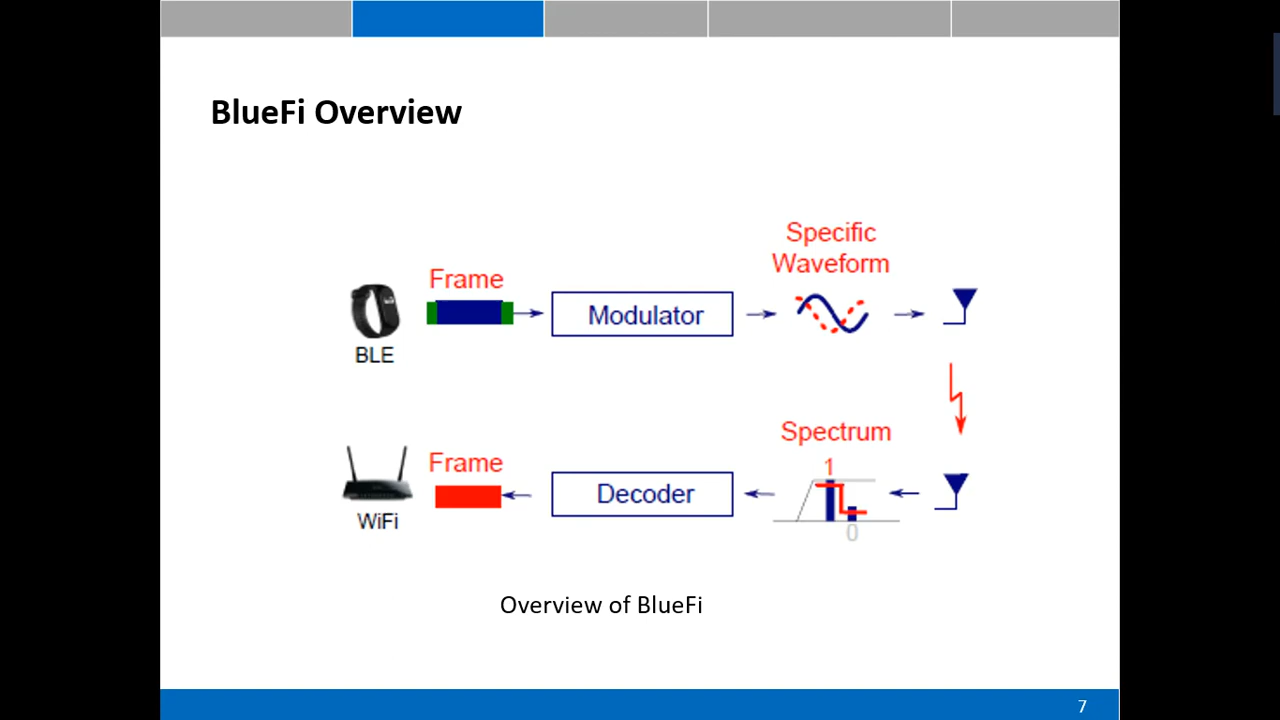 BlueFi Overview
Specific
Waveform
Frame
Modulator
BLE
Spectrum
1
Frame
Decoder
WiFi
0
Overview of BlueFi
7